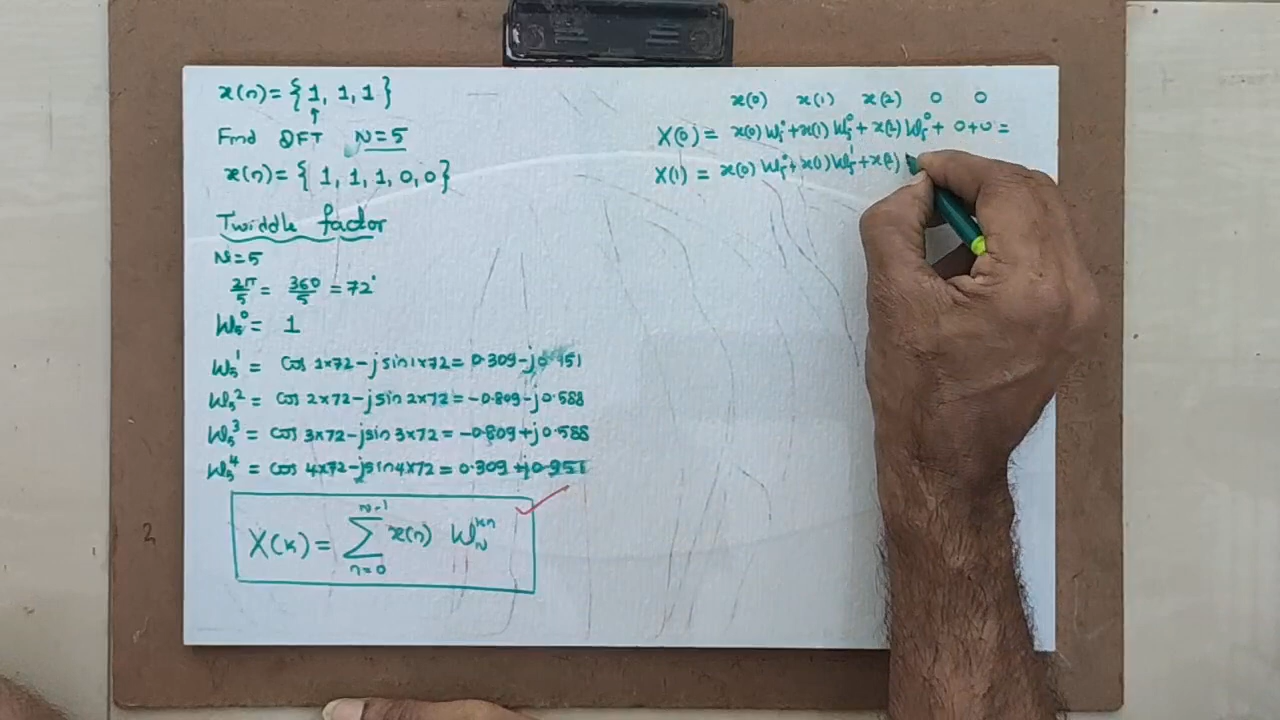 x(n) = { 1, 1, 1 }
↑
Find DFT N=5
x(n) = { 1, 1, 1, 0, 0 }
Twiddle factor
N=5
2π/5 = 360/5 = 72°
W₅⁰ = 1
W₅¹ = cos 1×72 - j sin 1×72 = 0.309 - j0.951
W₅² = cos 2×72 - j sin 2×72 = -0.809 - j0.588
W₅³ = cos 3×72 - j sin 3×72 = -0.809 + j0.588
W₅⁴ = cos 4×72 - j sin 4×72 = 0.309 + j0.951
X(k) = ∑_{n=0}^{N-1} x(n) W_N^{kn}
x(0) x(1) x(2) 0 0
X(0) = x(0) W₅⁰ + x(1) W₅⁰ + x(2) W₅⁰ + 0+0 =
X(1) = x(0) W₅⁰ + x(1) W₅¹ + x(2)
2